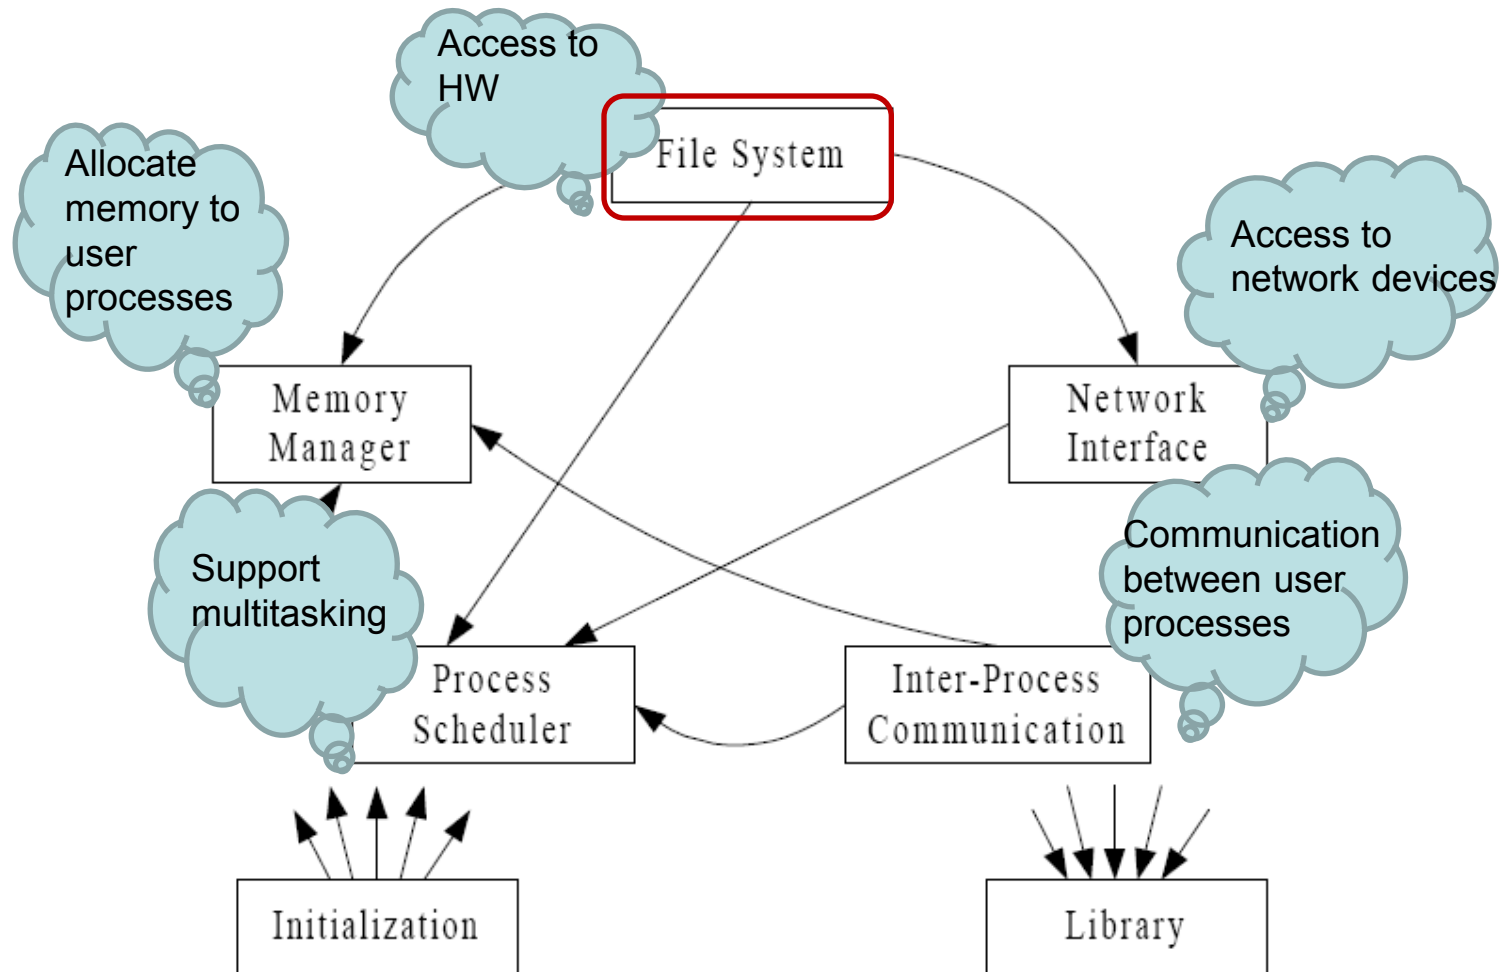 Access to
HW
File System
Allocate
memory to
user
processes
Access to
network devices
Memory
Manager
Network
Interface
Support
multitasking
Communication
between user
processes
Process
Scheduler
Inter-Process
Communication
Initialization
Library